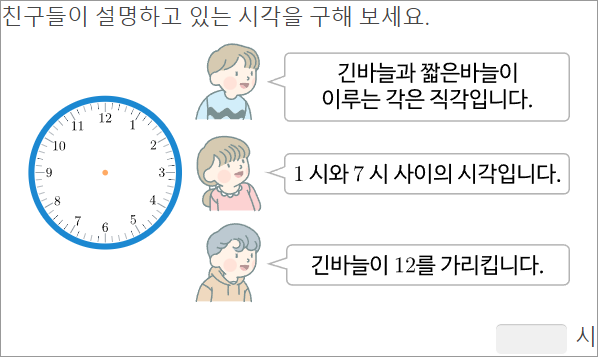 친구들이 설명하고 있는 시각을 구해 보세요.
긴바늘과 짧은바늘이
이루는 각은 직각입니다.
12
1
2
3
4
5
6
7
8
9
10
11
1 시와 7 시 사이의 시각입니다.
긴바늘이 12를 가리킵니다.
시